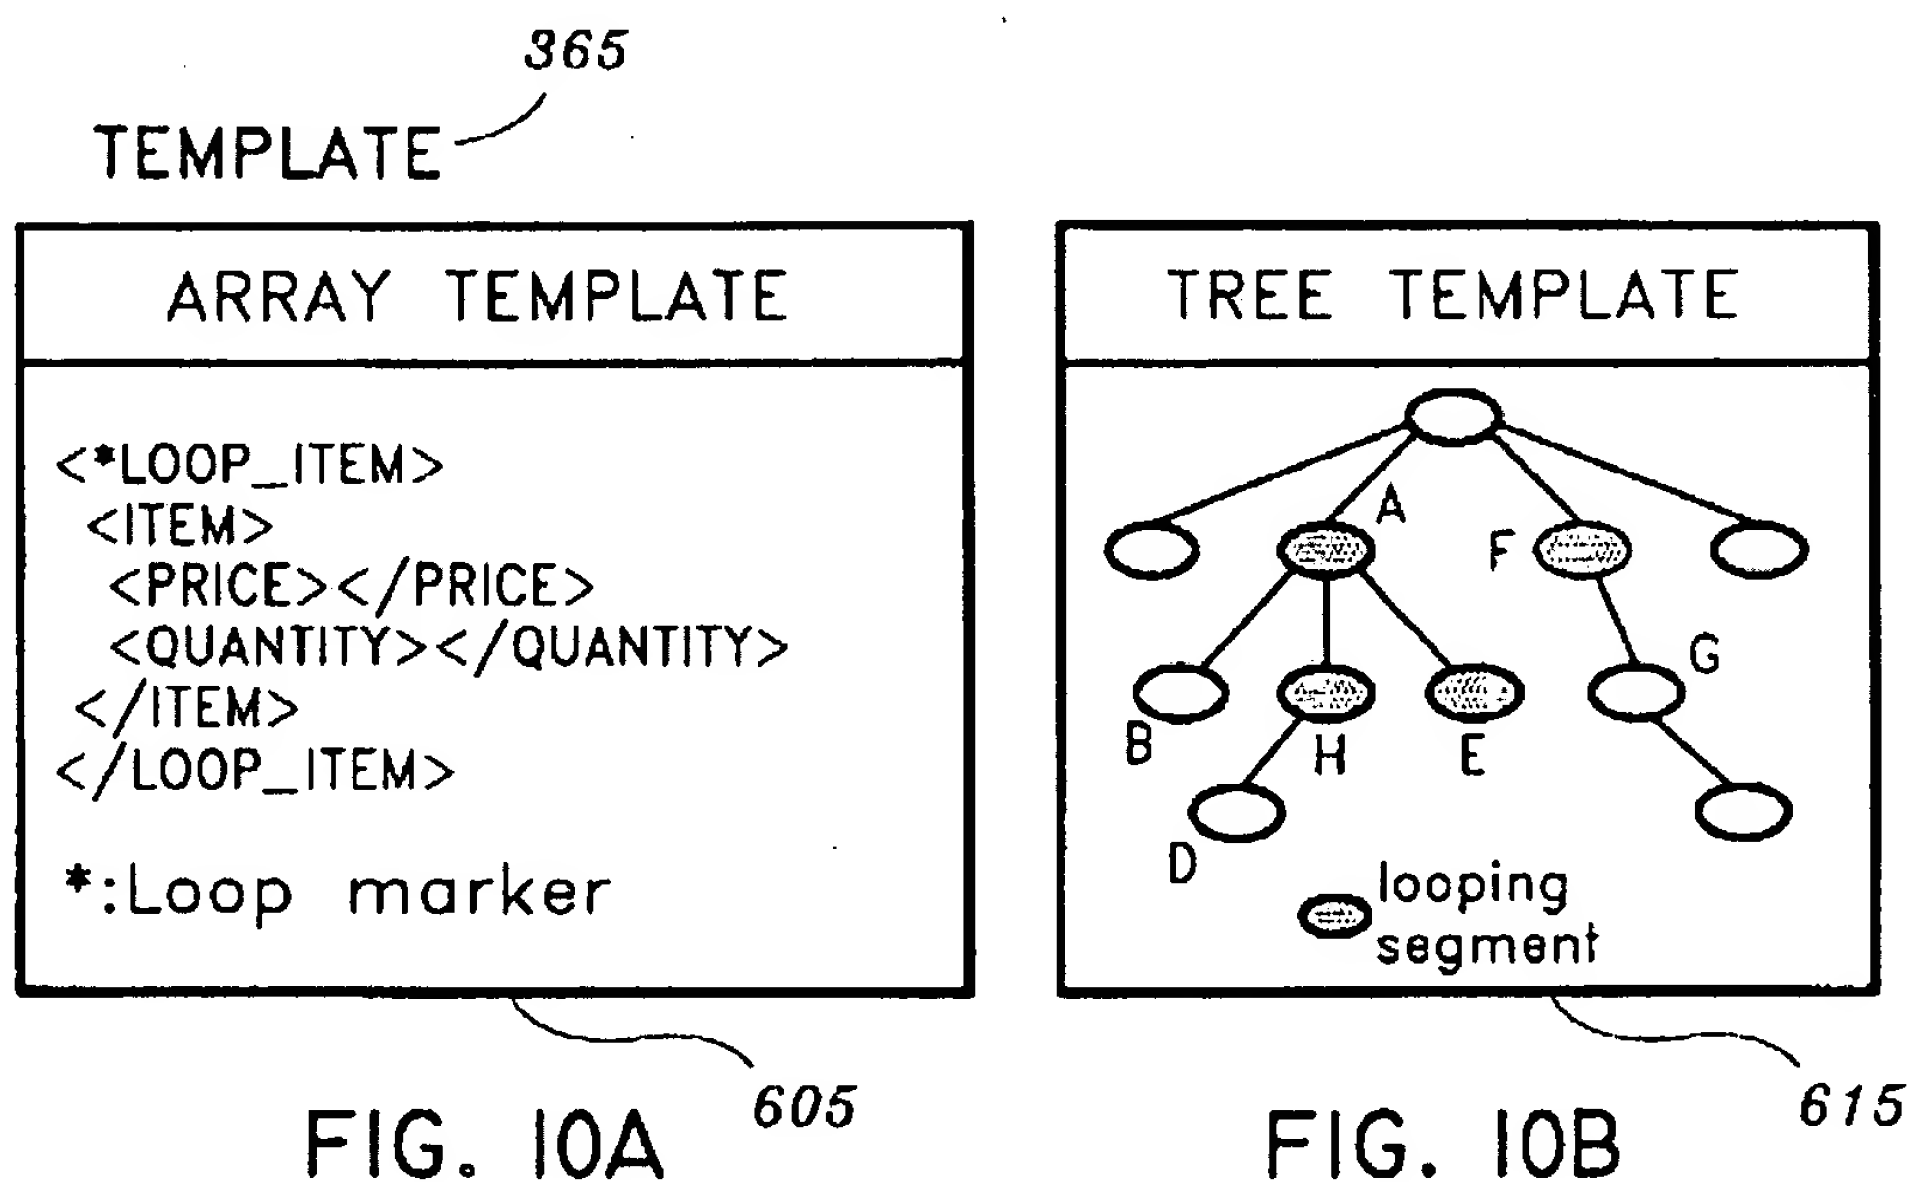 365
TEMPLATE
ARRAY TEMPLATE
<*LOOP_ITEM>
<ITEM>
<PRICE></PRICE>
<QUANTITY></QUANTITY>
</ITEM>
</LOOP_ITEM>
*:Loop marker
605
FIG. 10A
TREE TEMPLATE
A
F
G
B
H
E
D
looping
segment
615
FIG. 10B